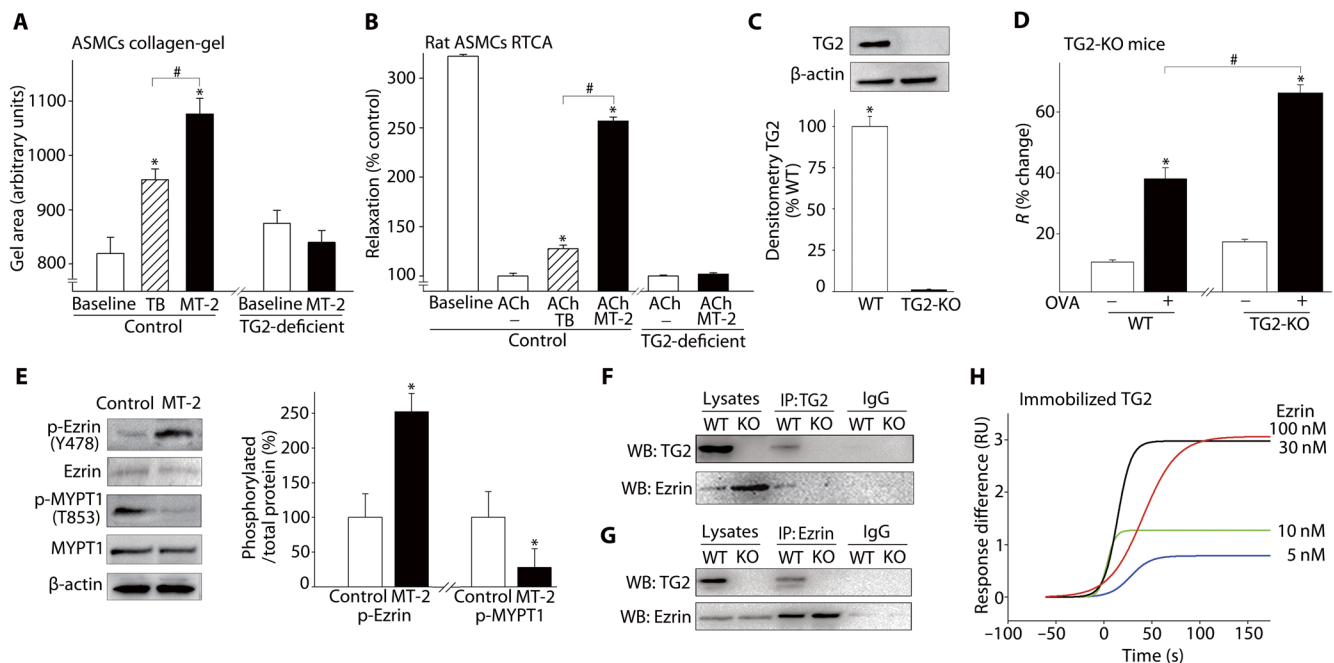 A
ASMCs collagen-gel
Gel area (arbitrary units)
1100
1000
900
800
#
*
*
Baseline TB MT-2
Baseline MT-2
Control
TG2-deficient
B
Rat ASMCs RTCA
Relaxation (% control)
300
250
200
150
100
#
*
*
Baseline ACh ACh ACh
ACh ACh
– TB MT-2
– MT-2
Control
TG2-deficient
C
TG2
β-actin
Densitometry TG2
(% WT)
100
75
50
25
0
*
WT TG2-KO
D
TG2-KO mice
R (% change)
60
40
20
#
*
*
OVA – + – +
WT
TG2-KO
E
Control MT-2
p-Ezrin
(Y478)
Ezrin
p-MYPT1
(T853)
MYPT1
β-actin
Phosphorylated
/total protein (%)
250
200
150
100
50
0
*
*
Control MT-2
Control MT-2
p-Ezrin
p-MYPT1
F
Lysates IP:TG2 IgG
WT KO WT KO WT KO
WB: TG2
WB: Ezrin
G
Lysates IP:Ezrin IgG
WT KO WT KO WT KO
WB: TG2
WB: Ezrin
H
Immobilized TG2
Response difference (RU)
3
2
1
0
Ezrin
100 nM
30 nM
10 nM
5 nM
–100 –50 0 50 100 150
Time (s)